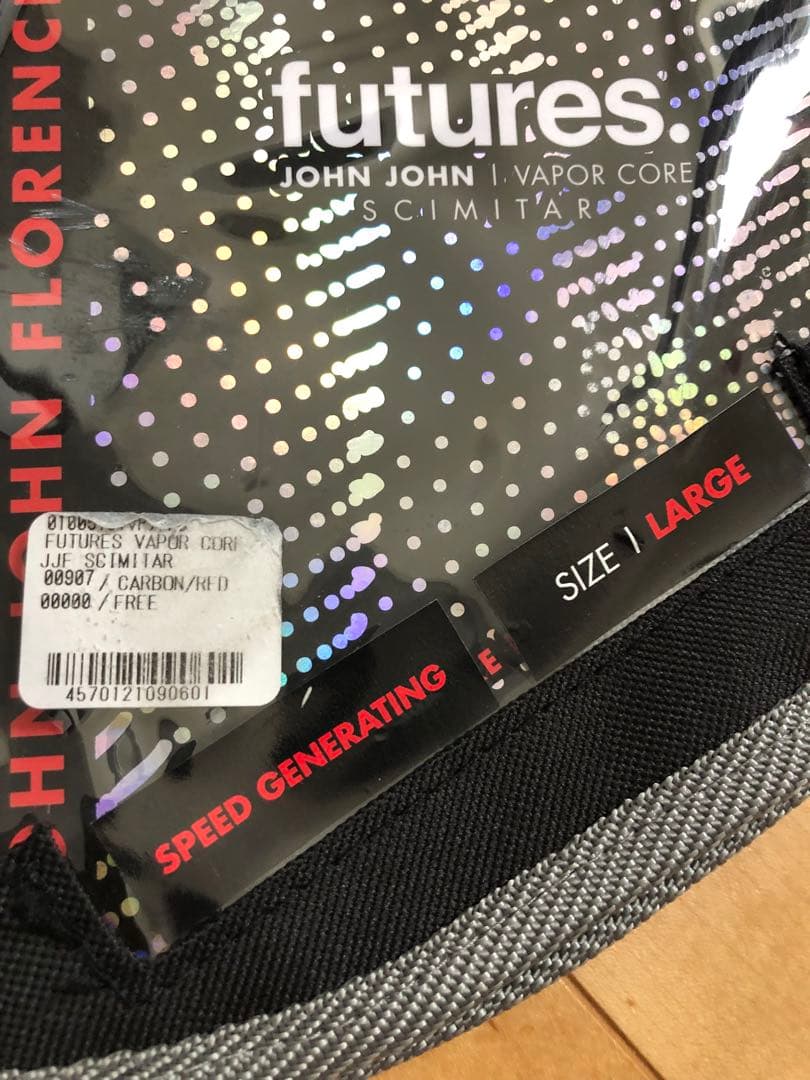 JOHN JOHN FLORENC
futures.
JOHN JOHN | VAPOR CORE
SCIMITAR
FUTURES VAPOR CORE
JJF SCIMITAR
00907 / CARBON/RED
00000 / FREE
4570121090601
SIZE | LARGE
E
SPEED GENERATING